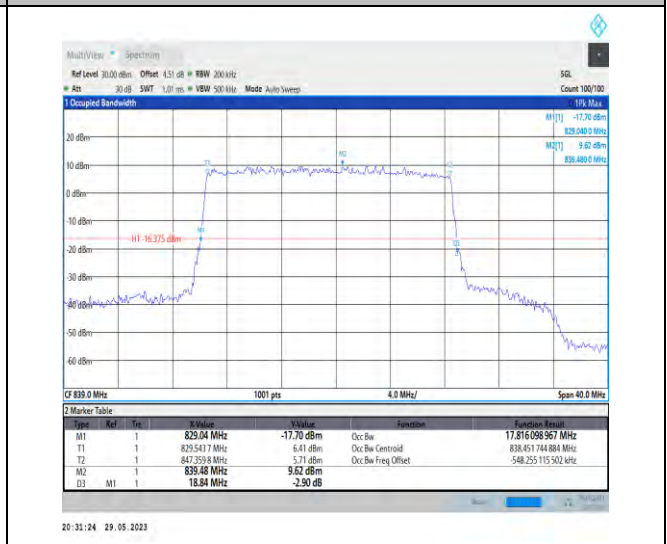 MultiView Spectrum
Ref Level 30.00 dBm Offset 4.51 dB RBW 200 kHz SGL
Att 30 dB SWT 1.01 ms VBW 500 kHz Mode Auto Sweep Count 100/100
1 Occupied Bandwidth 1Pk Max
M1[1] -17.70 dBm
829.040 0 MHz
M2[1] 9.62 dBm
839.480 0 MHz
20 dBm
M2
T1
10 dBm
0 dBm
-10 dBm
M1
H1 -16.375 dBm
-20 dBm
-30 dBm
-40 dBm
-50 dBm
-60 dBm
CF 839.0 MHz 1001 pts 4.0 MHz/ Span 40.0 MHz
2 Marker Table
Type Ref Trc X-Value Y-Value Function Function Result
M1 1 829.04 MHz -17.70 dBm Occ Bw 17.816 098 967 MHz
T1 1 829.543 7 MHz 6.41 dBm Occ Bw Centroid 838.451 744 884 MHz
T2 1 847.359 8 MHz 5.71 dBm Occ Bw Freq Offset -548.255 115 502 kHz
M2 1 839.48 MHz 9.62 dBm
D3 M1 1 18.84 MHz -2.90 dB
20:31:24 29.05.2023